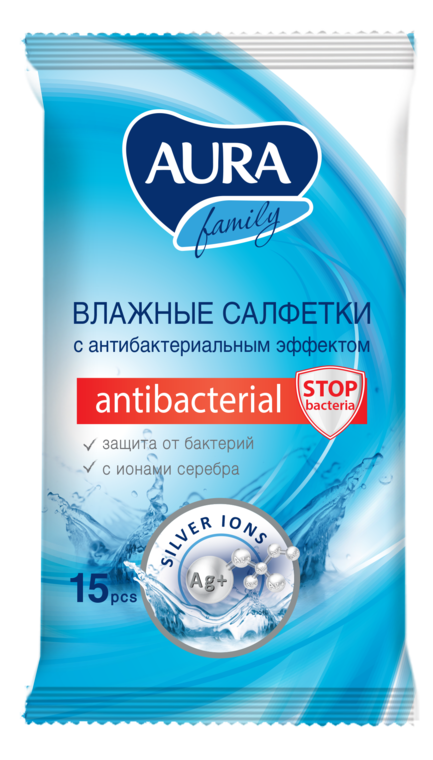 AURA
family
ВЛАЖНЫЕ САЛФЕТКИ
с антибактериальным эффектом
antibacterial
STOP
bacteria
защита от бактерий
с ионами серебра
SILVER IONS
Ag+
15 pcs